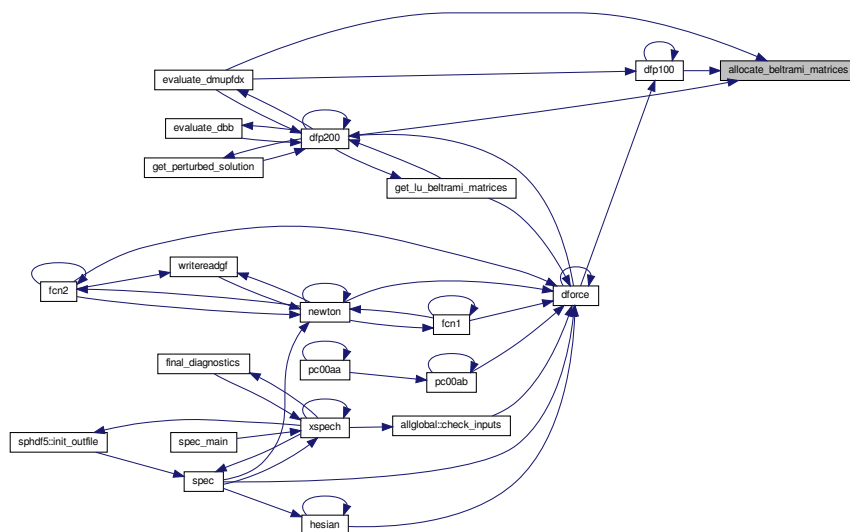 evaluate_dmupfdx
dfp100
allocate_beltrami_matrices
evaluate_dbb
dfp200
get_perturbed_solution
get_lu_beltrami_matrices
writereadgf
fcn2
newton
dforce
fcn1
final_diagnostics
pc00aa
pc00ab
xspech
allglobal::check_inputs
sphdf5::init_outfile
spec_main
spec
hesian